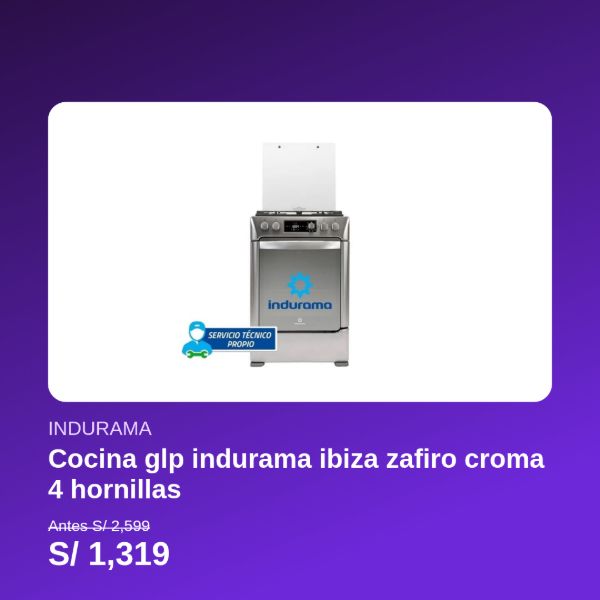 indurama
SERVICIO TÉCNICO
PROPIO
INDURAMA
Cocina glp indurama ibiza zafiro croma
4 hornillas
Antes S/ 2,599
S/ 1,319